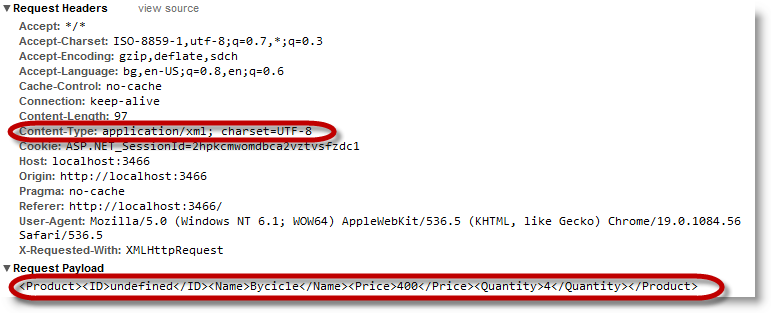 Request Headers view source
Accept: */*
Accept-Charset: ISO-8859-1,utf-8;q=0.7,*;q=0.3
Accept-Encoding: gzip,deflate,sdch
Accept-Language: bg,en-US;q=0.8,en;q=0.6
Cache-Control: no-cache
Connection: keep-alive
Content-Length: 97
Content-Type: application/xml; charset=UTF-8
Cookie: ASP.NET_SessionId=2hpkcmwomdbca2vztvsfzdc1
Host: localhost:3466
Origin: http://localhost:3466
Pragma: no-cache
Referer: http://localhost:3466/
User-Agent: Mozilla/5.0 (Windows NT 6.1; WOW64) AppleWebKit/536.5 (KHTML, like Gecko) Chrome/19.0.1084.56
Safari/536.5
X-Requested-With: XMLHttpRequest
Request Payload
<Product><ID>undefined</ID><Name>Bycicle</Name><Price>400</Price><Quantity>4</Quantity></Product>